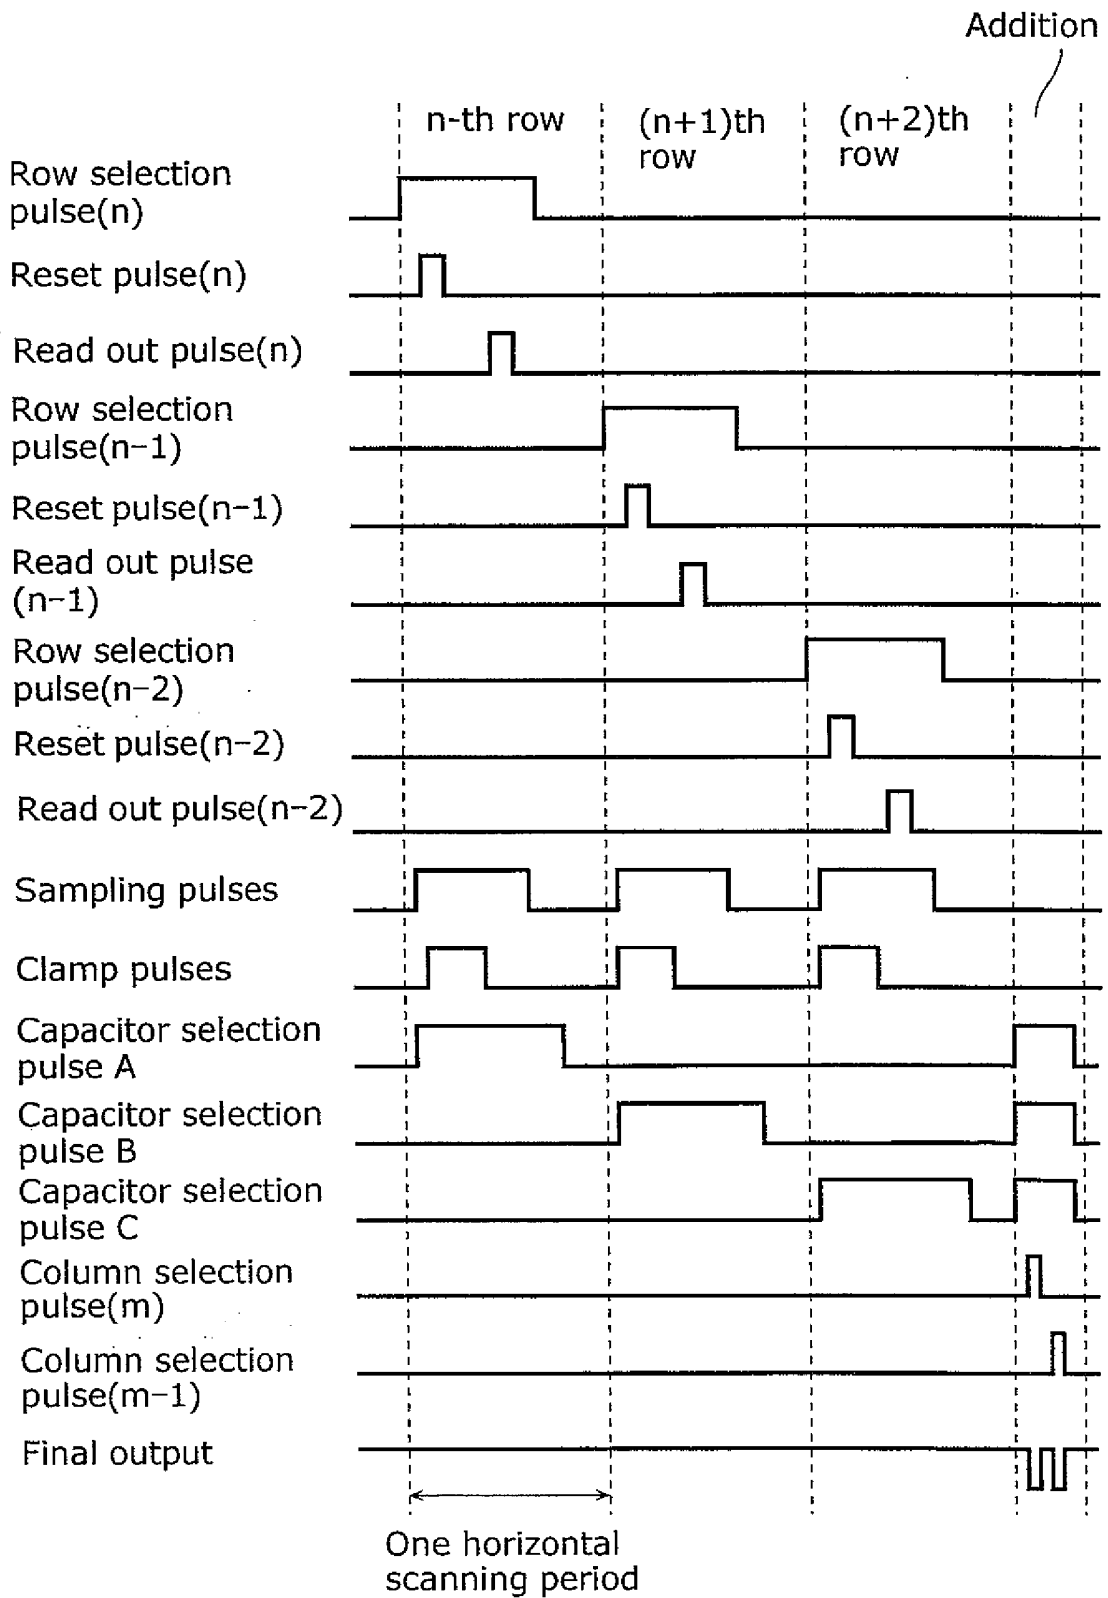 Addition
n-th row
(n+1)th
row
(n+2)th
row
Row selection
pulse(n)
Reset pulse(n)
Read out pulse(n)
Row selection
pulse(n-1)
Reset pulse(n-1)
Read out pulse
(n-1)
Row selection
pulse(n-2)
Reset pulse(n-2)
Read out pulse(n-2)
Sampling pulses
Clamp pulses
Capacitor selection
pulse A
Capacitor selection
pulse B
Capacitor selection
pulse C
Column selection
pulse(m)
Column selection
pulse(m-1)
Final output
One horizontal
scanning period